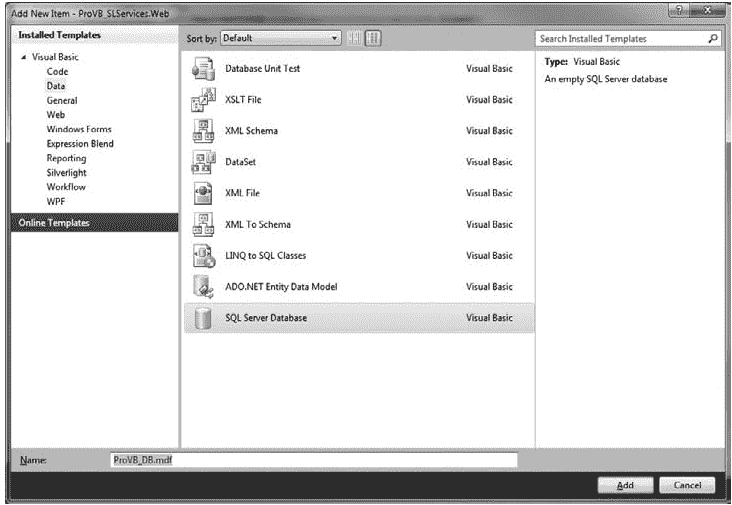 Add New Item - ProVB_SLServices.Web
Installed Templates
Sort by: Default
Search Installed Templates
Visual Basic
Code
Data
General
Web
Windows Forms
Expression Blend
Reporting
Silverlight
Workflow
WPF
Online Templates
Database Unit Test Visual Basic
XSLT File Visual Basic
XML Schema Visual Basic
DataSet Visual Basic
XML File Visual Basic
XML To Schema Visual Basic
LINQ to SQL Classes Visual Basic
ADO.NET Entity Data Model Visual Basic
SQL Server Database Visual Basic
Type: Visual Basic
An empty SQL Server database
Name: ProVB_DB.mdf
Add Cancel